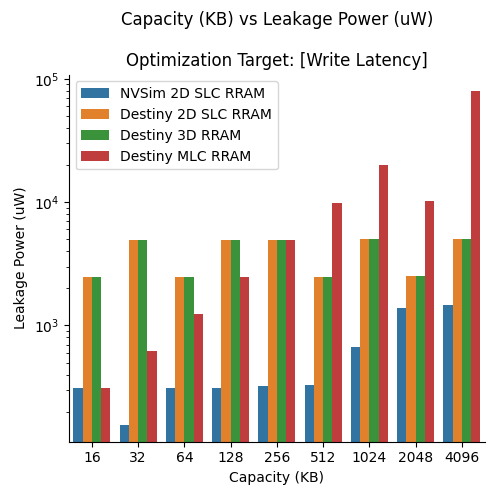 Capacity (KB) vs Leakage Power (uW)
Optimization Target: [Write Latency]
NVSim 2D SLC RRAM
Destiny 2D SLC RRAM
Destiny 3D RRAM
Destiny MLC RRAM
Leakage Power (uW)
10⁵
10⁴
10³
16 32 64 128 256 512 1024 2048 4096
Capacity (KB)